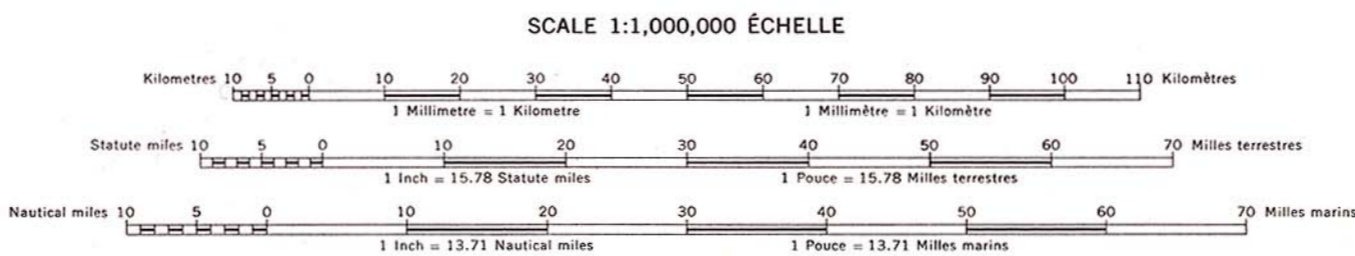 SCALE 1:1,000,000 ÉCHELLE
Kilometres 10 5 0 10 20 30 40 50 60 70 80 90 100 110 Kilomètres
1 Millimetre = 1 Kilometre 1 Millimètre = 1 Kilomètre
Statute miles 10 5 0 10 20 30 40 50 60 70 Milles terrestres
1 Inch = 15.78 Statute miles 1 Pouce = 15.78 Milles terrestres
Nautical miles 10 5 0 10 20 30 40 50 60 70 Milles marins
1 Inch = 13.71 Nautical miles 1 Pouce = 13.71 Milles marins